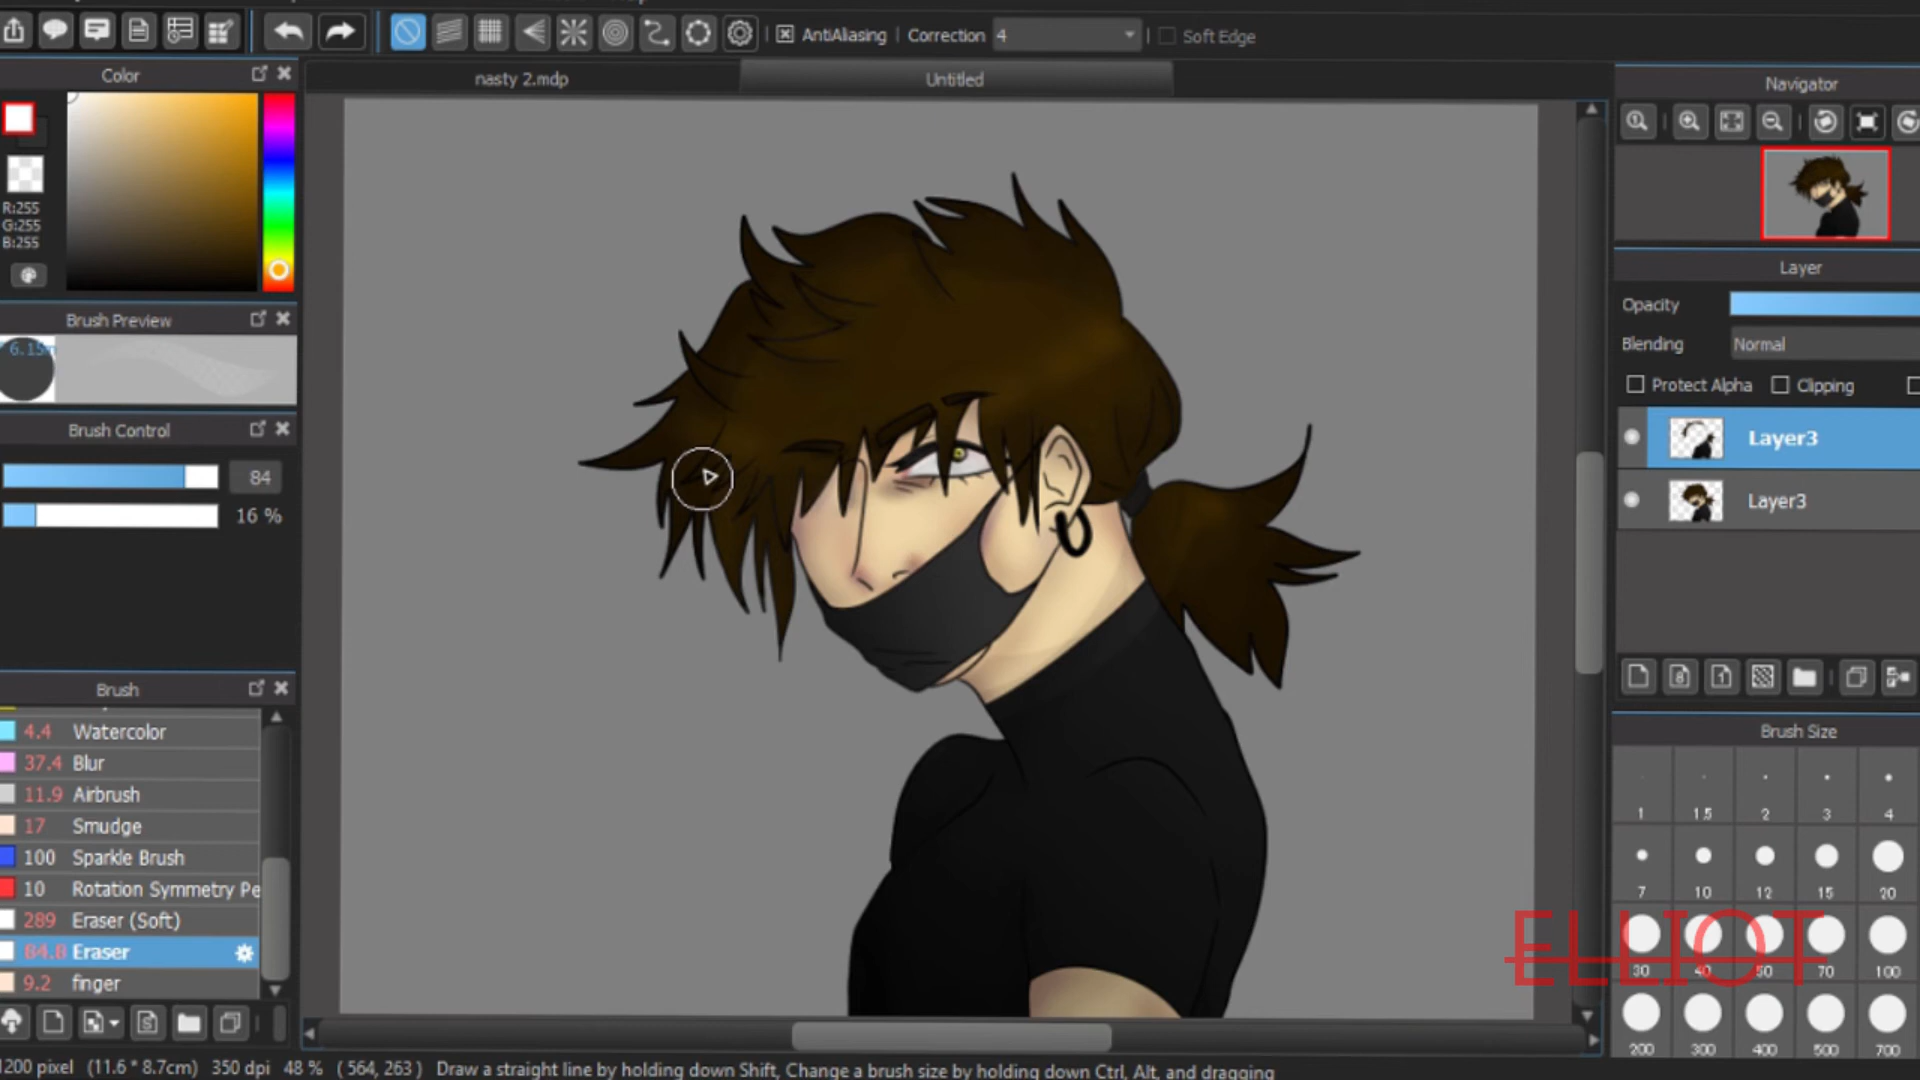 AntiAliasing
Correction
4
Soft Edge
Color
nasty 2.mdp
Untitled
Navigator
R:255
G:255
B:255
Layer
Brush Preview
Opacity
Blending
Normal
Protect Alpha
Clipping
Brush Control
Layer3
84
Layer3
16 %
Brush
4.4 Watercolor
37.4 Blur
11.9 Airbrush
17 Smudge
100 Sparkle Brush
10 Rotation Symmetry Pe
289 Eraser (Soft)
84.8 Eraser
9.2 finger
Brush Size
1 1.5 2 3 4
7 10 12 15 20
ELLIOT
30 40 50 70 100
200 300 400 500 700
1200 pixel (11.6 * 8.7cm) 350 dpi 48 % ( 564, 263 ) Draw a straight line by holding down Shift, Change a brush size by holding down Ctrl, Alt, and dragging